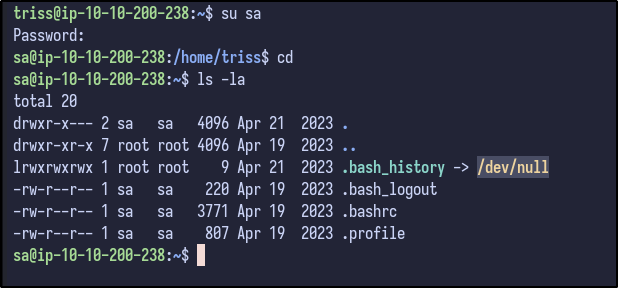 triss@ip-10-10-200-238:~$ su sa
Password:
sa@ip-10-10-200-238:/home/triss$ cd
sa@ip-10-10-200-238:~$ ls -la
total 20
drwxr-x--- 2 sa   sa   4096 Apr 21  2023 .
drwxr-xr-x 7 root root 4096 Apr 19  2023 ..
lrwxrwxrwx 1 root root    9 Apr 21  2023 .bash_history -> /dev/null
-rw-r--r-- 1 sa   sa    220 Apr 19  2023 .bash_logout
-rw-r--r-- 1 sa   sa   3771 Apr 19  2023 .bashrc
-rw-r--r-- 1 sa   sa    807 Apr 19  2023 .profile
sa@ip-10-10-200-238:~$